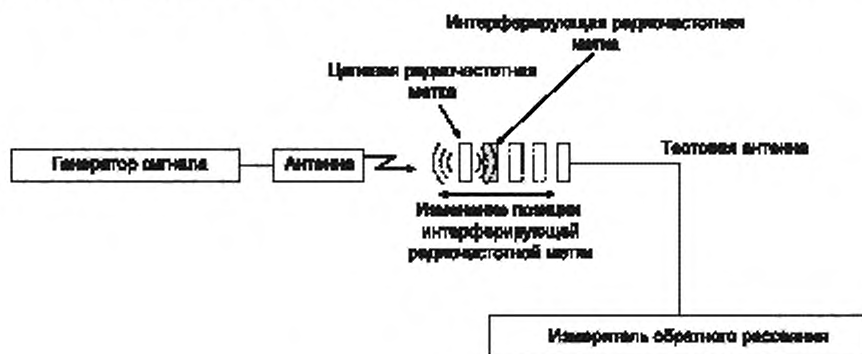 Интерферирующая радиочастотная
метка
Целевая радиочастотная
метка
Генератор сигнала
Антенна
Тестовая антенна
Изменение позиции
интерферирующей
радиочастотной метки
Измеритель обратного рассеяния